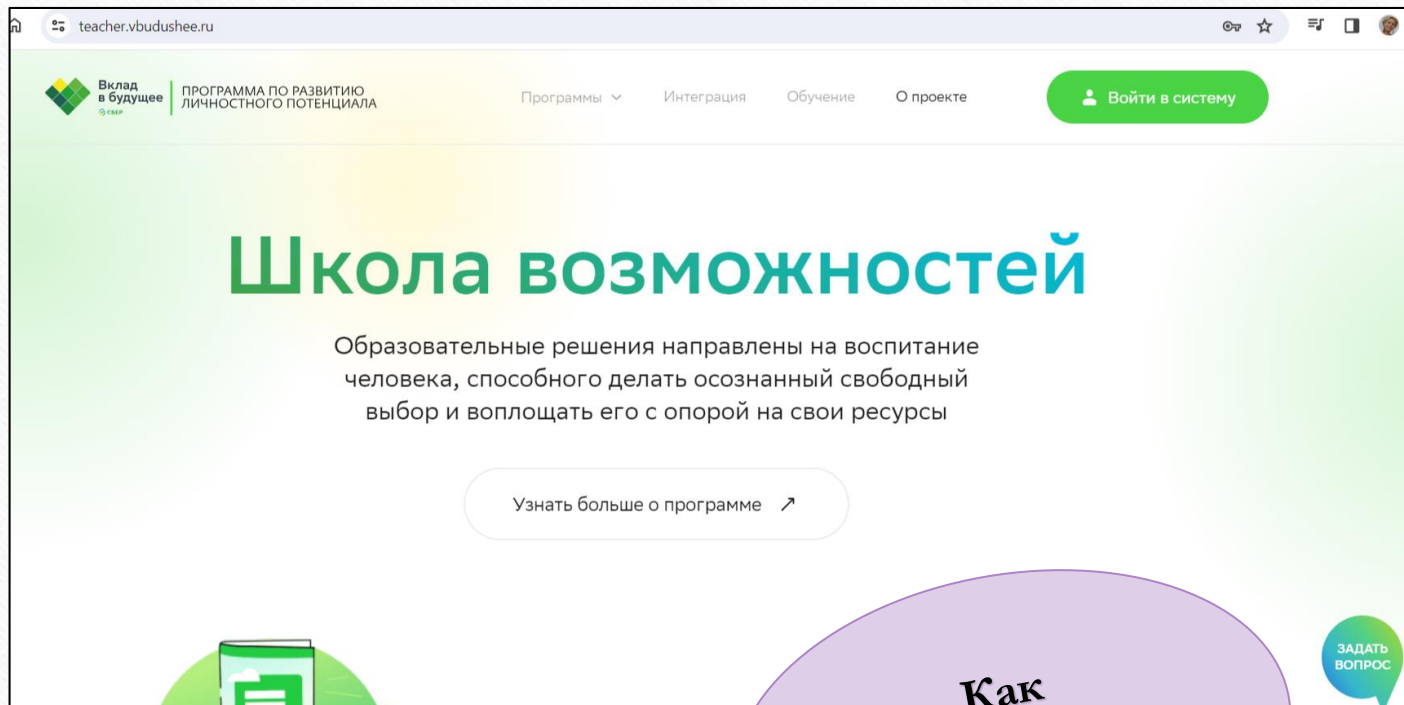 teacher.vbudushee.ru
Вклад
в будущее
СБЕР
ПРОГРАММА ПО РАЗВИТИЮ
ЛИЧНОСТНОГО ПОТЕНЦИАЛА
Программы
Интеграция
Обучение
О проекте
Войти в систему
Школа возможностей
Образовательные решения направлены на воспитание
человека, способного делать осознанный свободный
выбор и воплощать его с опорой на свои ресурсы
Узнать больше о программе ↗
Как
ЗАДАТЬ
ВОПРОС